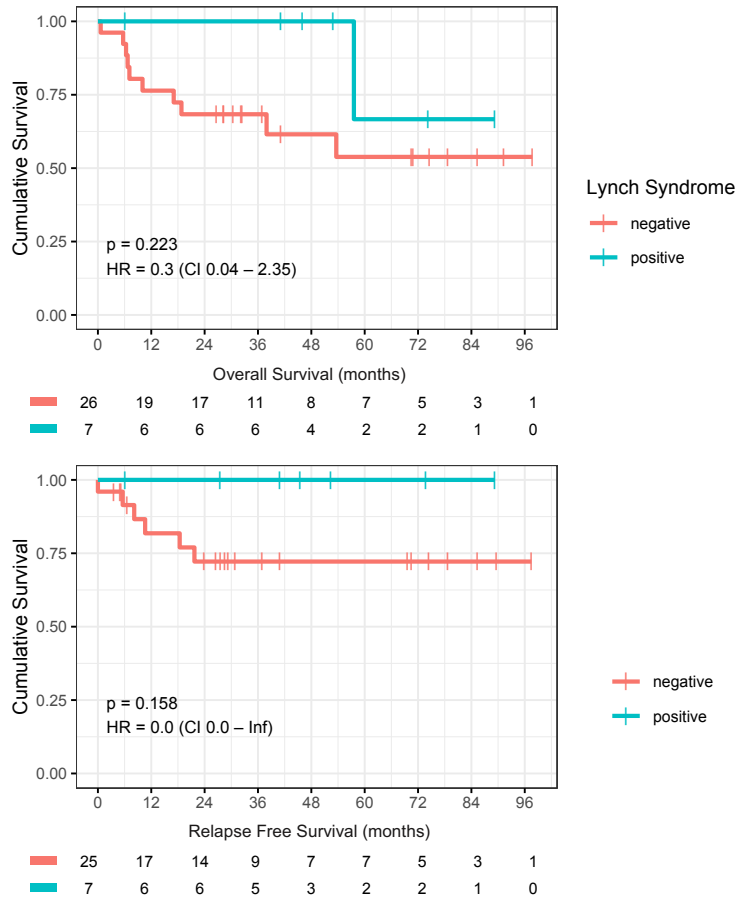 1.00
0.75
0.50
0.25
0.00
Cumulative Survival
p = 0.223
HR = 0.3 (CI 0.04 – 2.35)
0 12 24 36 48 60 72 84 96
Overall Survival (months)
26 19 17 11 8 7 5 3 1
7 6 6 6 4 2 2 1 0
Lynch Syndrome
negative
positive
1.00
0.75
0.50
0.25
0.00
Cumulative Survival
p = 0.158
HR = 0.0 (CI 0.0 – Inf)
0 12 24 36 48 60 72 84 96
Relapse Free Survival (months)
25 17 14 9 7 7 5 3 1
7 6 6 5 3 2 2 1 0
negative
positive